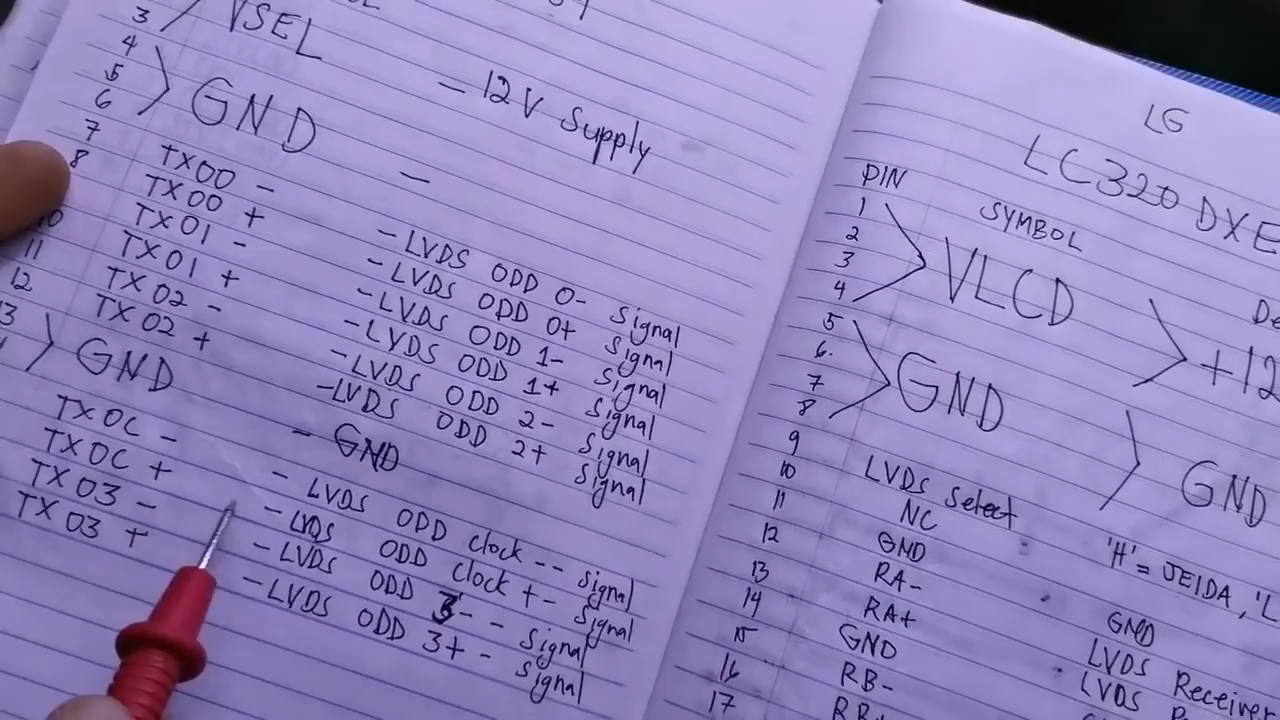 3 VSEL - 12V Supply
4
5 GND -
6
7 TX00 - - LVDS ODD 0- Signal
8 TX00 + - LVDS ODD 0+ Signal
TX01 - - LVDS ODD 1- Signal
10 TX01 + - LVDS ODD 1+ Signal
11 TX02 - - LVDS ODD 2- Signal
12 TX02 + - LVDS ODD 2+ Signal
13 GND - GND
TX0C - - LVDS ODD clock -- Signal
TX0C + - LVDS ODD clock +- Signal
TX03 - - LVDS ODD 3- - Signal
TX03 + - LVDS ODD 3+ - Signal
LG
LC320 DXE
PIN SYMBOL
1
2 VLCD +12
3
4
5
6. GND GND
7
8
9 LVDS Select 'H' = JEIDA, 'L
10 NC
11 GND GND
12 RA- LVDS Receiver
13 RA+ LVDS
14 GND
15 RB-
16
17